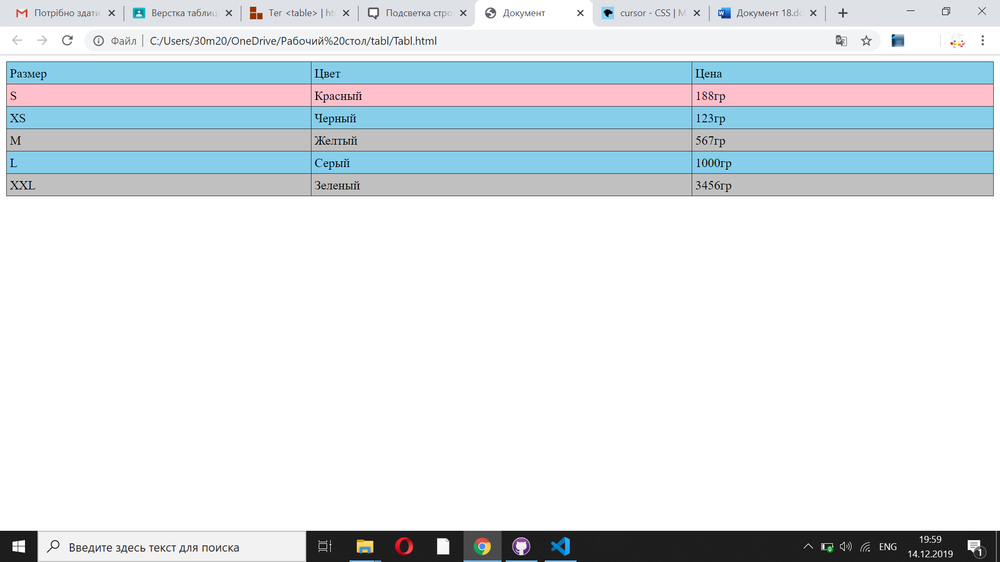 Потрібно здати
Верстка таблиц
Тег <table> | ht
Подсветка стро
Документ
cursor - CSS | M
Документ 18.do
Файл
C:/Users/30m20/OneDrive/Рабочий%20стол/tabl/Tabl.html
Размер Цвет Цена
S Красный 188гр
XS Черный 123гр
M Желтый 567гр
L Серый 1000гр
XXL Зеленый 3456гр
Введите здесь текст для поиска
ENG
19:59
14.12.2019
1